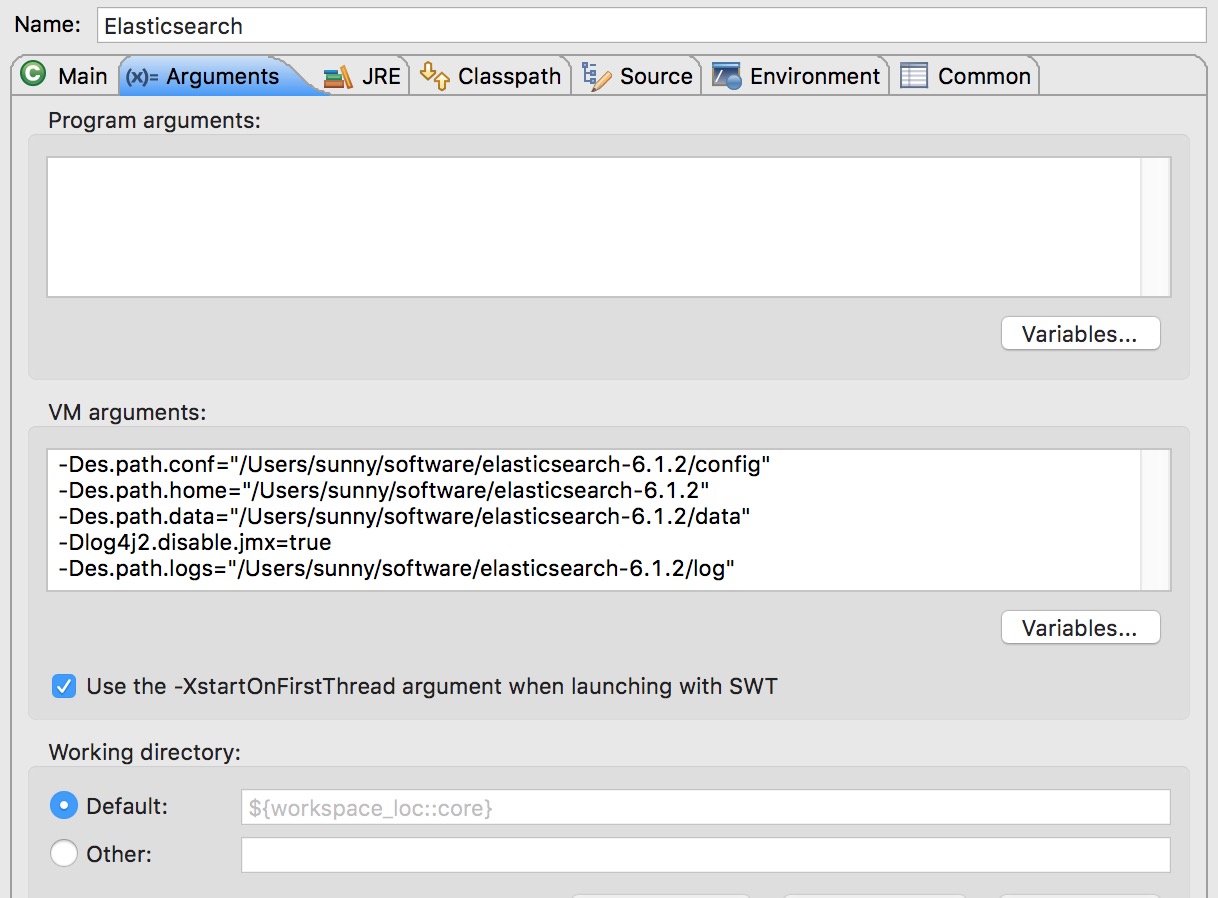 Name: Elasticsearch
Main (x)= Arguments JRE Classpath Source Environment Common
Program arguments:
Variables...
VM arguments:
-Des.path.conf="/Users/sunny/software/elasticsearch-6.1.2/config"
-Des.path.home="/Users/sunny/software/elasticsearch-6.1.2"
-Des.path.data="/Users/sunny/software/elasticsearch-6.1.2/data"
-Dlog4j2.disable.jmx=true
-Des.path.logs="/Users/sunny/software/elasticsearch-6.1.2/log"
Variables...
Use the -XstartOnFirstThread argument when launching with SWT
Working directory:
Default: ${workspace_loc::core}
Other: